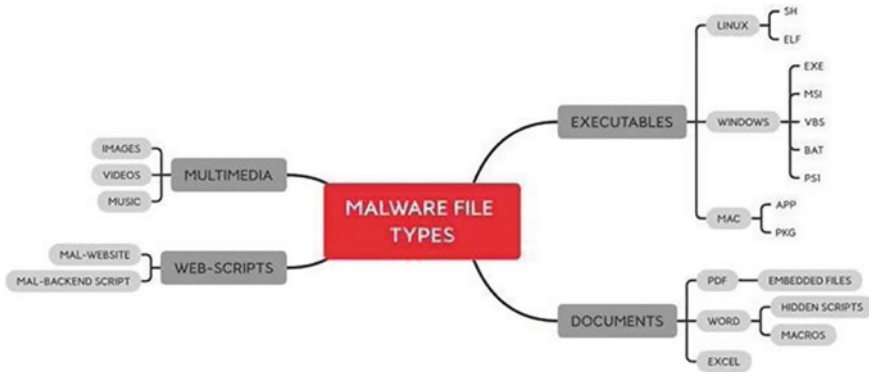 MALWARE FILE
TYPES
EXECUTABLES
LINUX
SH
ELF
WINDOWS
EXE
MSI
VBS
BAT
PS1
MAC
APP
PKG
DOCUMENTS
PDF
EMBEDDED FILES
WORD
HIDDEN SCRIPTS
MACROS
EXCEL
MULTIMEDIA
IMAGES
VIDEOS
MUSIC
WEB-SCRIPTS
MAL-WEBSITE
MAL-BACKEND SCRIPT